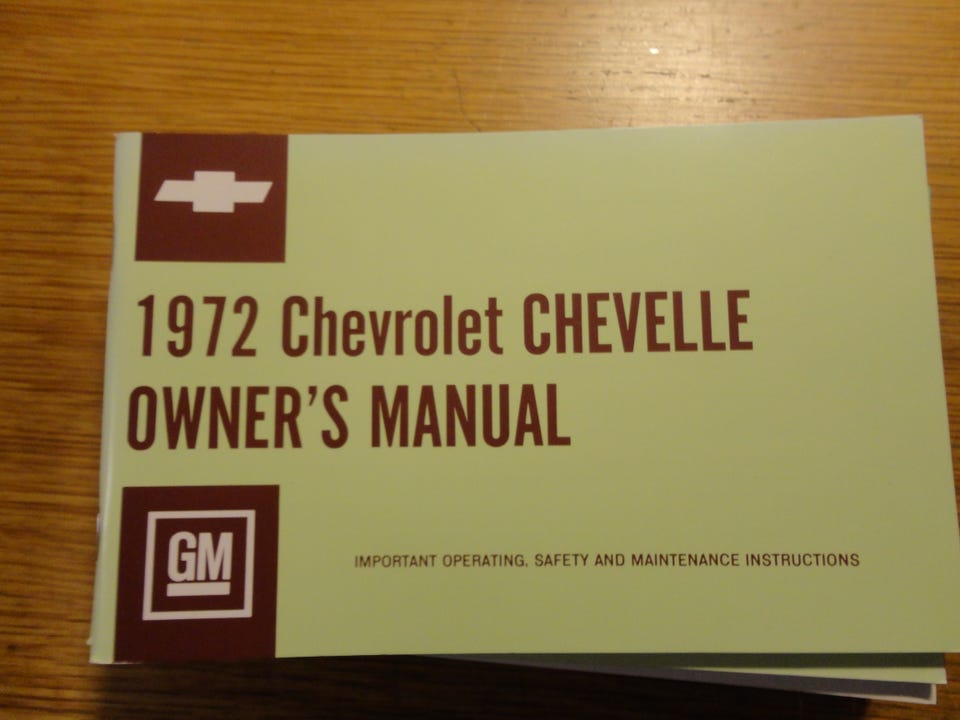 1972 Chevrolet CHEVELLE
OWNER'S MANUAL
GM
IMPORTANT OPERATING, SAFETY AND MAINTENANCE INSTRUCTIONS